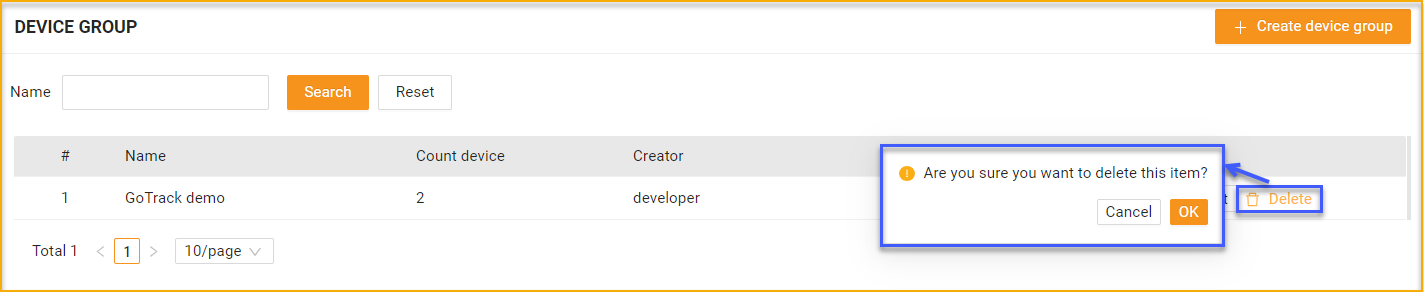 DEVICE GROUP
+ Create device group
Name
Search
Reset
# Name Count device Creator
Are you sure you want to delete this item?
1 GoTrack demo 2 developer
Delete
Cancel OK
Total 1 < 1 > 10/page